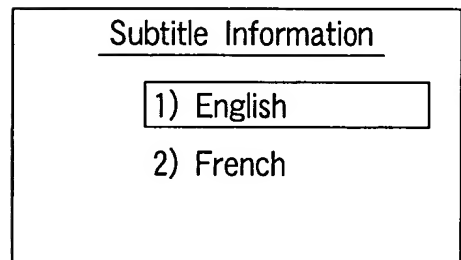 Subtitle Information
1) English
2) French